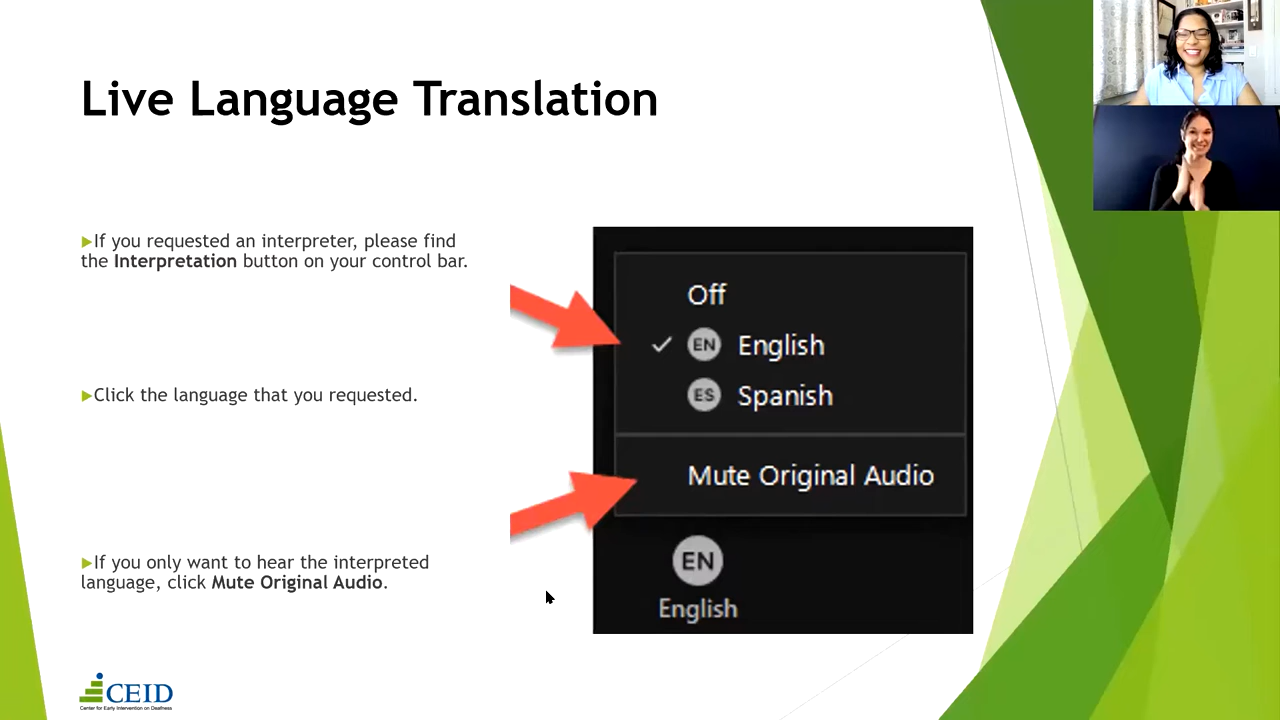 Live Language Translation
If you requested an interpreter, please find
the Interpretation button on your control bar.
Click the language that you requested.
If you only want to hear the interpreted
language, click Mute Original Audio.
Off
EN English
ES Spanish
Mute Original Audio
EN
English
CEID
Center for Early Intervention on Deafness